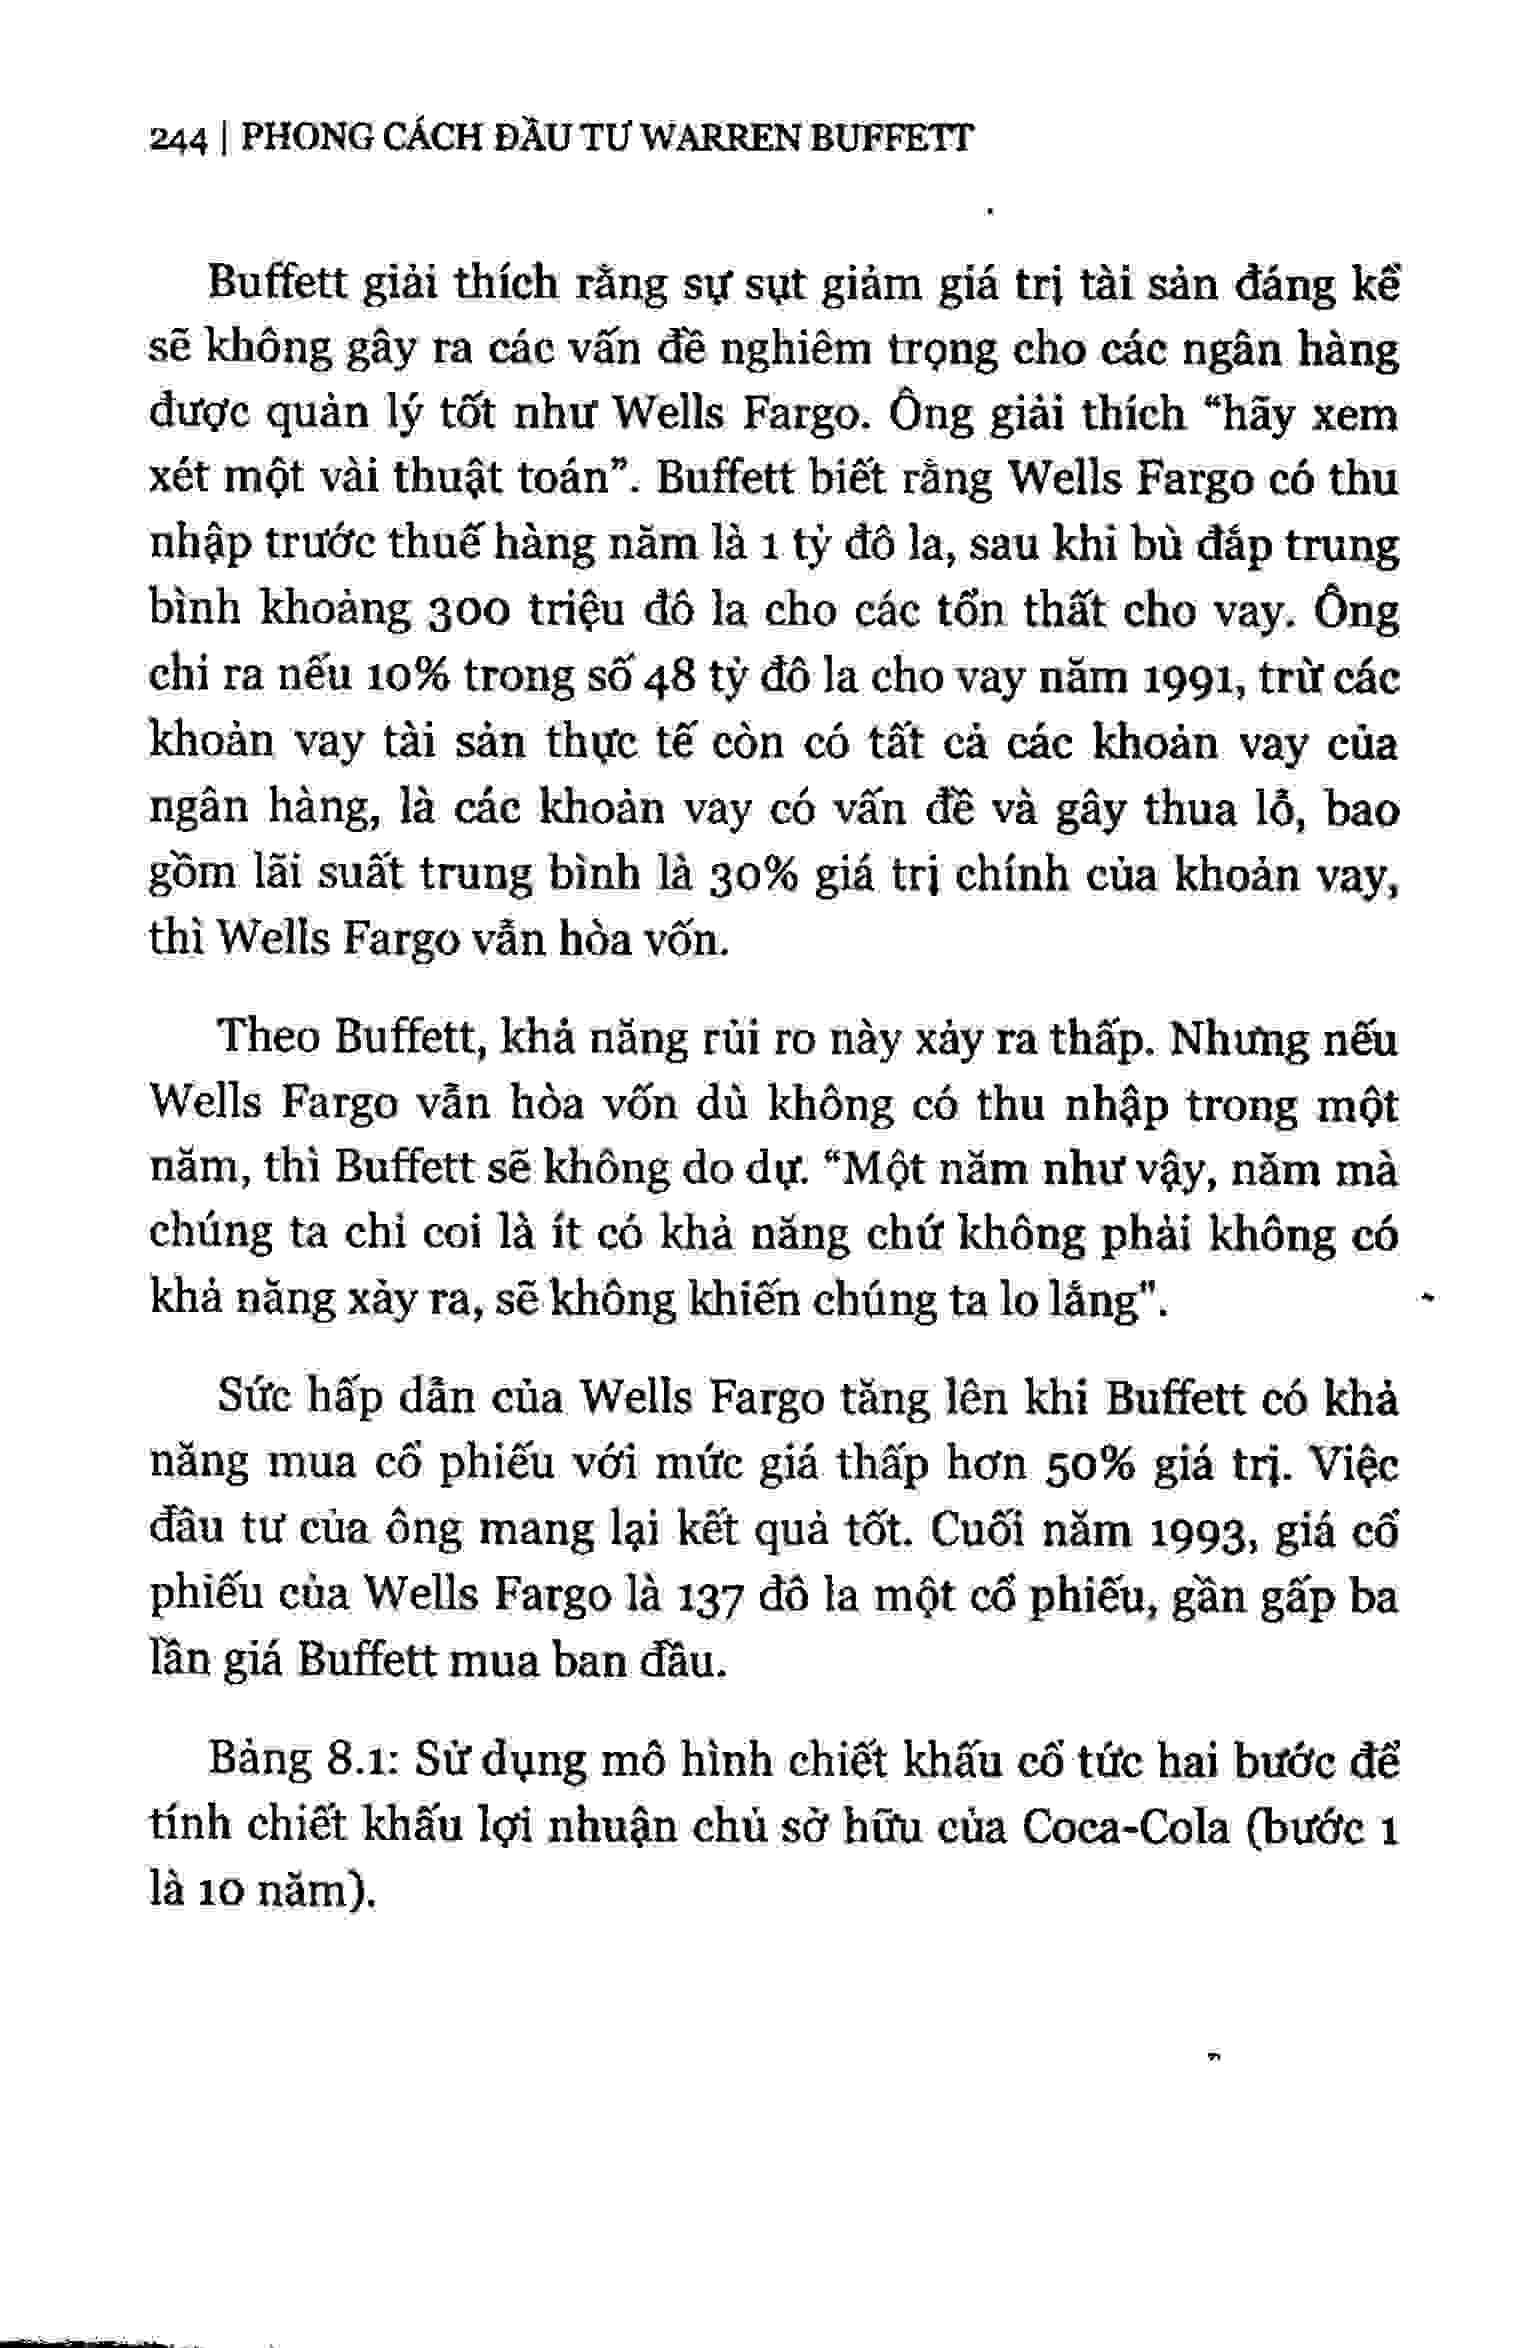 244 | PHONG CÁCH ĐẦU TƯ WARREN BUFFETT
Buffett giải thích rằng sự sụt giảm giá trị tài sản đáng kể
sẽ không gây ra các vấn đề nghiêm trọng cho các ngân hàng
được quản lý tốt như Wells Fargo. Ông giải thích “hãy xem
xét một vài thuật toán”. Buffett biết rằng Wells Fargo có thu
nhập trước thuế hàng năm là 1 tỷ đô la, sau khi bù đắp trung
bình khoảng 300 triệu đô la cho các tổn thất cho vay. Ông
chỉ ra nếu 10% trong số 48 tỷ đô la cho vay năm 1991, trừ các
khoản vay tài sản thực tế còn có tất cả các khoản vay của
ngân hàng, là các khoản vay có vấn đề và gây thua lỗ, bao
gồm lãi suất trung bình là 30% giá trị chính của khoản vay,
thì Wells Fargo vẫn hòa vốn.
Theo Buffett, khả năng rủi ro này xảy ra thấp. Nhưng nếu
Wells Fargo vẫn hòa vốn dù không có thu nhập trong một
năm, thì Buffett sẽ không do dự. “Một năm như vậy, năm mà
chúng ta chỉ coi là ít có khả năng chứ không phải không có
khả năng xảy ra, sẽ không khiến chúng ta lo lắng".
Sức hấp dẫn của Wells Fargo tăng lên khi Buffett có khả
năng mua cổ phiếu với mức giá thấp hơn 50% giá trị. Việc
đầu tư của ông mang lại kết quả tốt. Cuối năm 1993, giá cổ
phiếu của Wells Fargo là 137 đô la một cổ phiếu, gần gấp ba
lần giá Buffett mua ban đầu.
Bảng 8.1: Sử dụng mô hình chiết khấu cổ tức hai bước để
tính chiết khấu lợi nhuận chủ sở hữu của Coca-Cola (bước 1
là 10 năm).